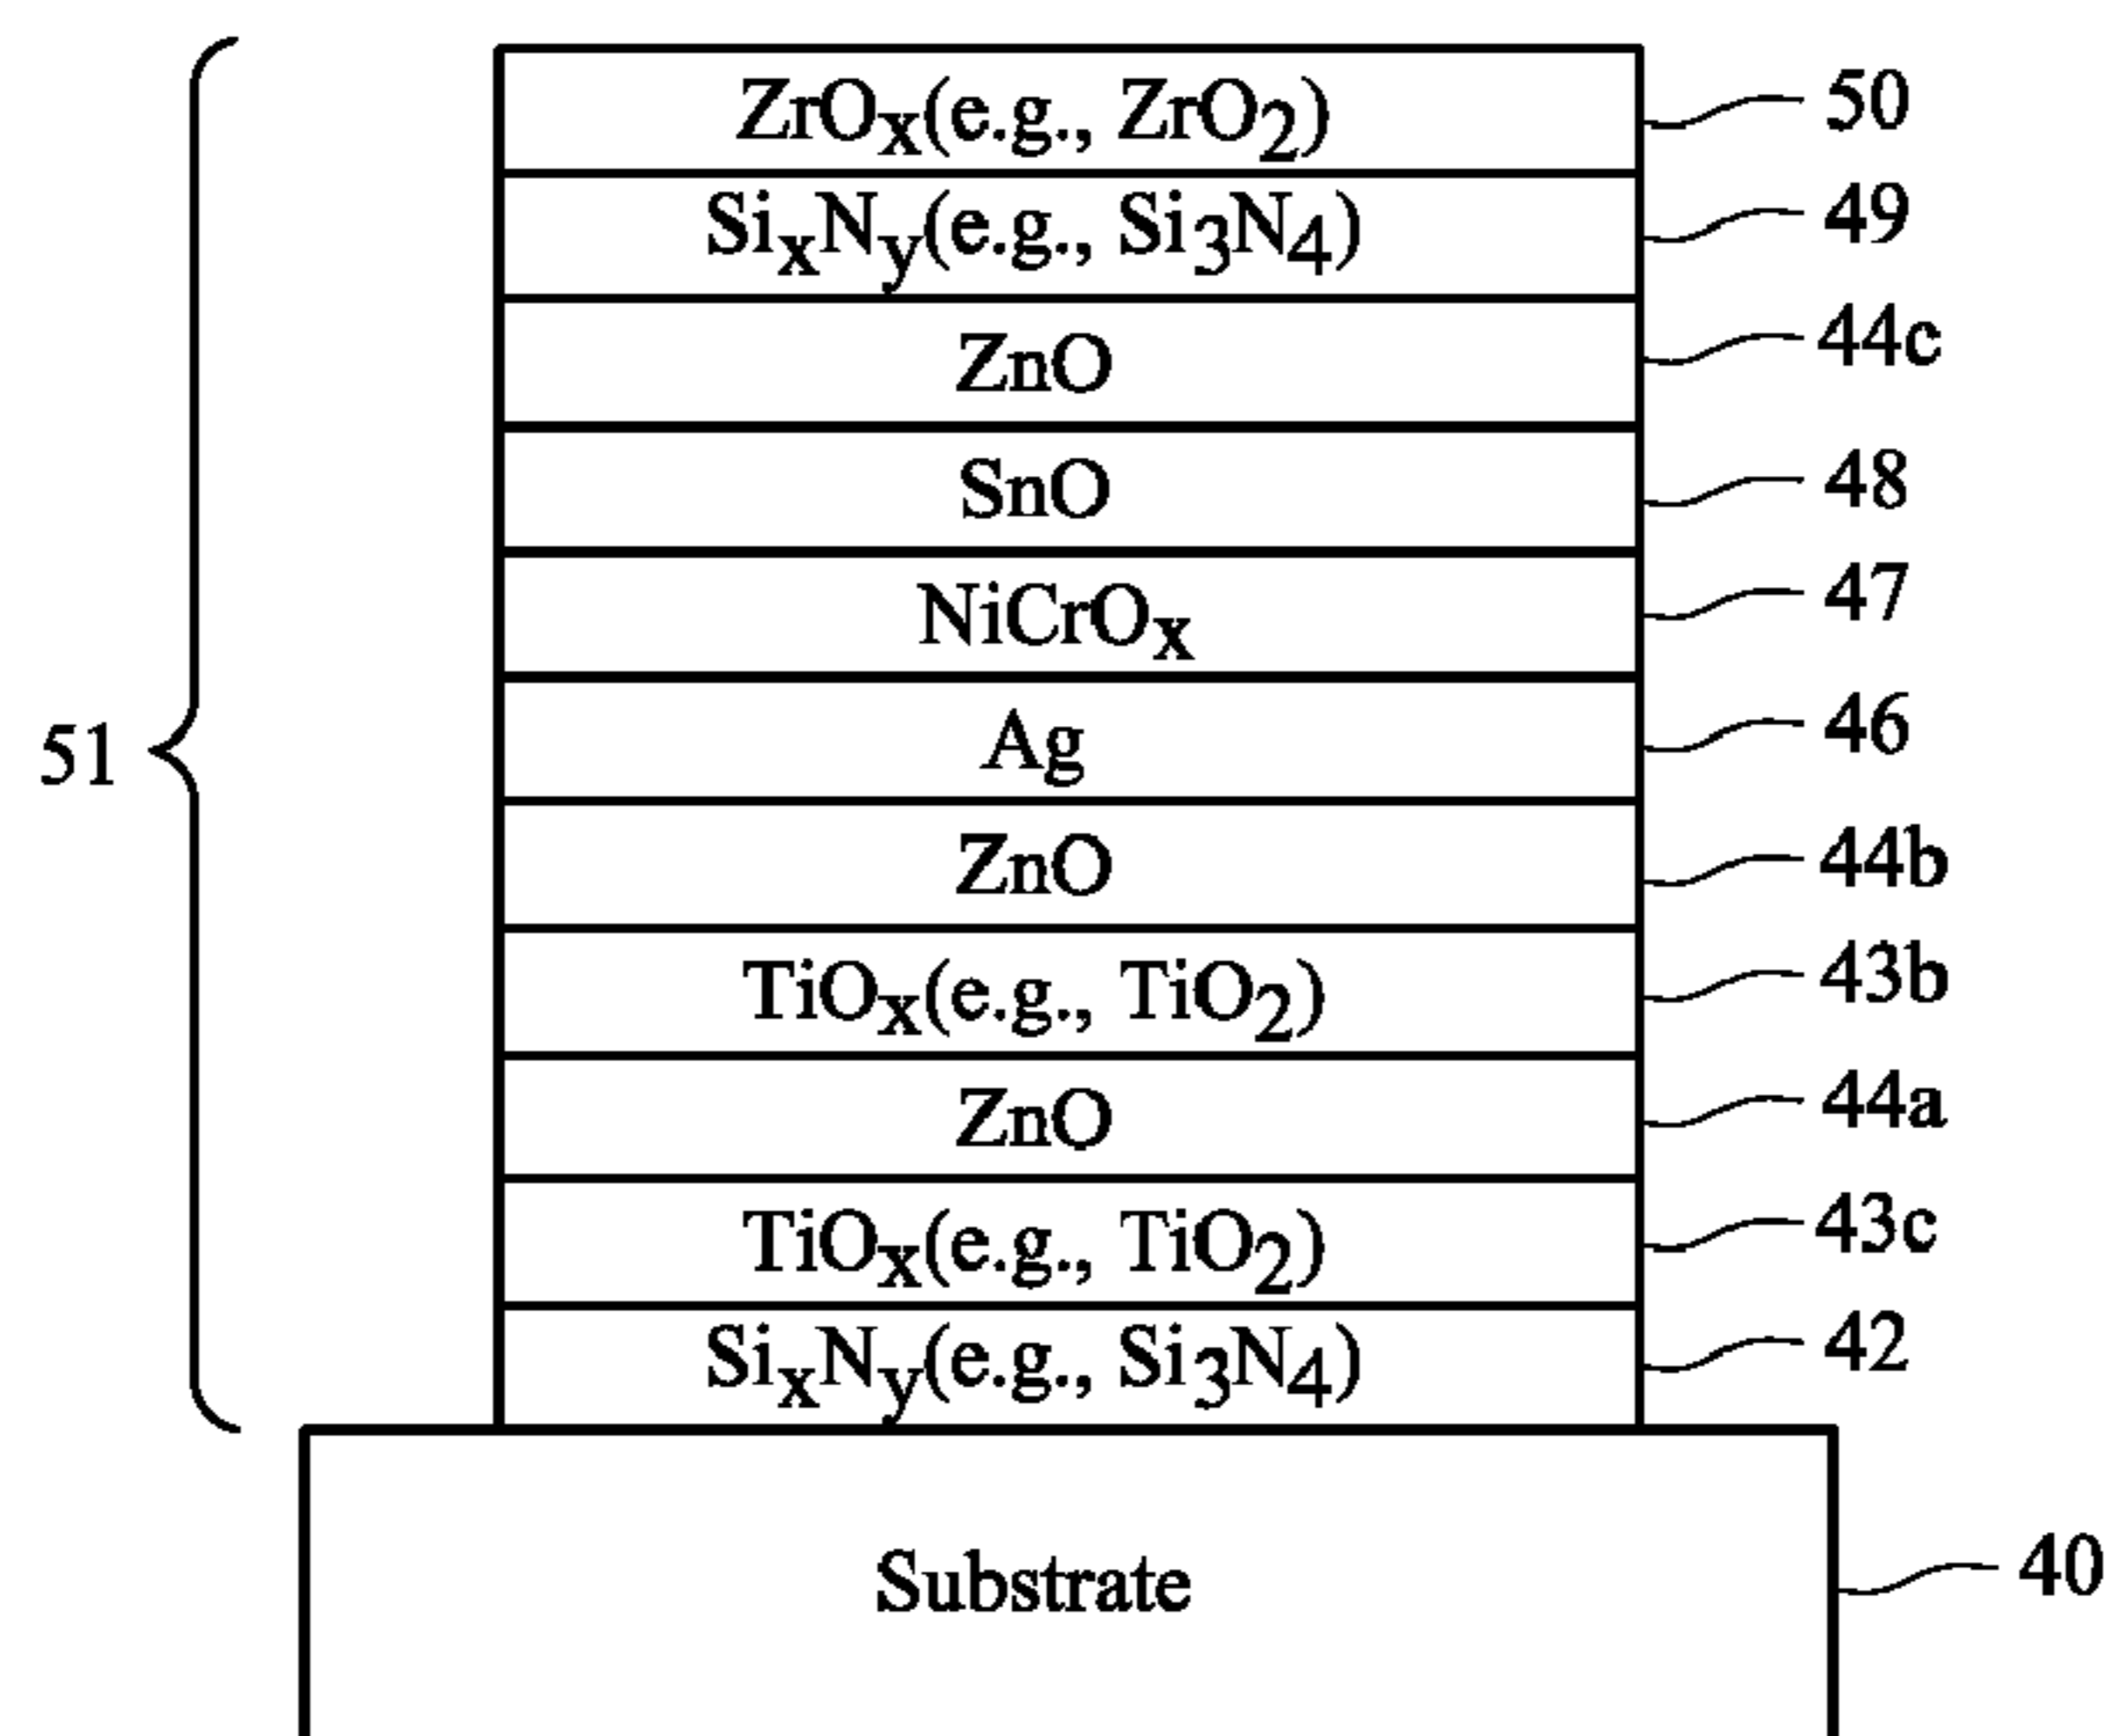 ZrOx(e.g., ZrO2) 50
SixNy(e.g., Si3N4) 49
ZnO 44c
SnO 48
NiCrOx 47
51 Ag 46
ZnO 44b
TiOx(e.g., TiO2) 43b
ZnO 44a
TiOx(e.g., TiO2) 43c
SixNy(e.g., Si3N4) 42
Substrate 40